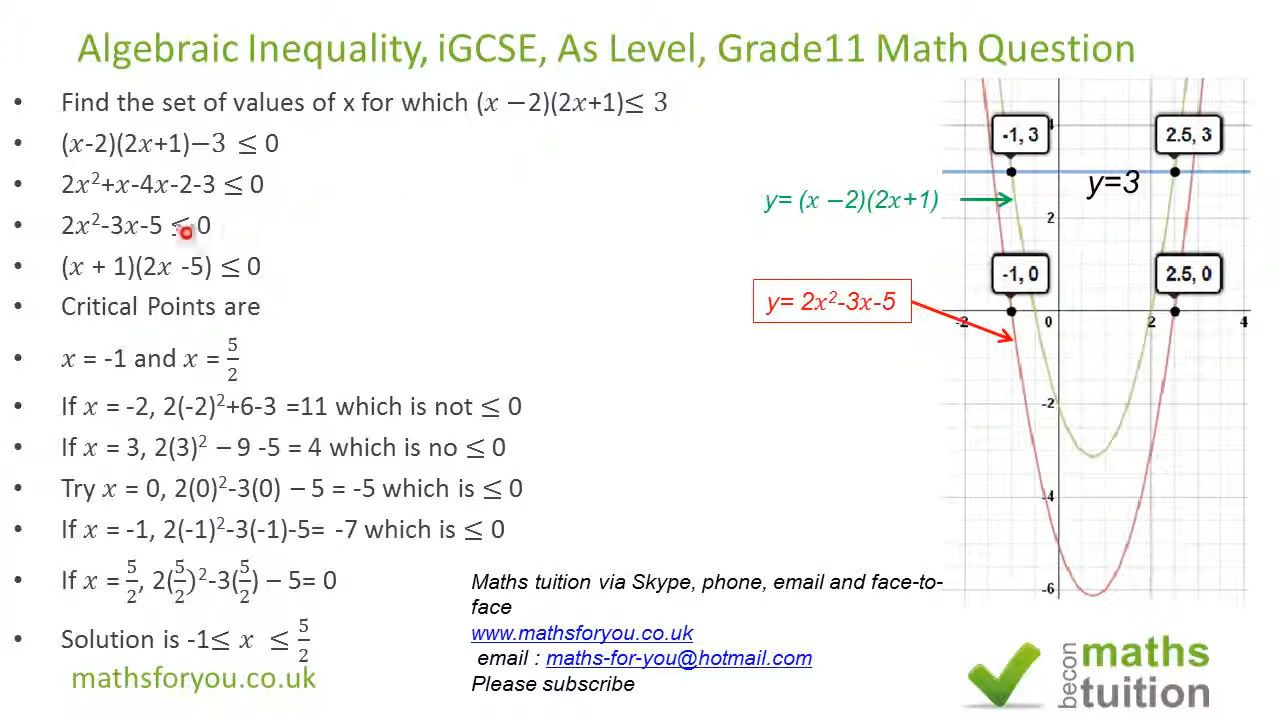 Algebraic Inequality, iGCSE, As Level, Grade11 Math Question
• Find the set of values of x for which (x −2)(2x+1)≤ 3
• (x-2)(2x+1)−3 ≤ 0
• 2x²+x-4x-2-3 ≤ 0
• 2x²-3x-5 ≤ 0
• (x + 1)(2x -5) ≤ 0
• Critical Points are
• x = -1 and x = 5/2
• If x = -2, 2(-2)²+6-3 =11 which is not ≤ 0
• If x = 3, 2(3)² – 9 -5 = 4 which is no ≤ 0
• Try x = 0, 2(0)²-3(0) – 5 = -5 which is ≤ 0
• If x = -1, 2(-1)²-3(-1)-5= -7 which is ≤ 0
• If x = 5/2, 2(5/2)²-3(5/2) – 5= 0
• Solution is -1≤ x ≤ 5/2
mathsforyou.co.uk
Maths tuition via Skype, phone, email and face-to-
face
www.mathsforyou.co.uk
email : maths-for-you@hotmail.com
Please subscribe
y= (x −2)(2x+1)
y= 2x²-3x-5
4
-1, 3
2.5, 3
y=3
2
-1, 0
2.5, 0
-2
0
2
4
-2
-4
-6
becon
maths
tuition